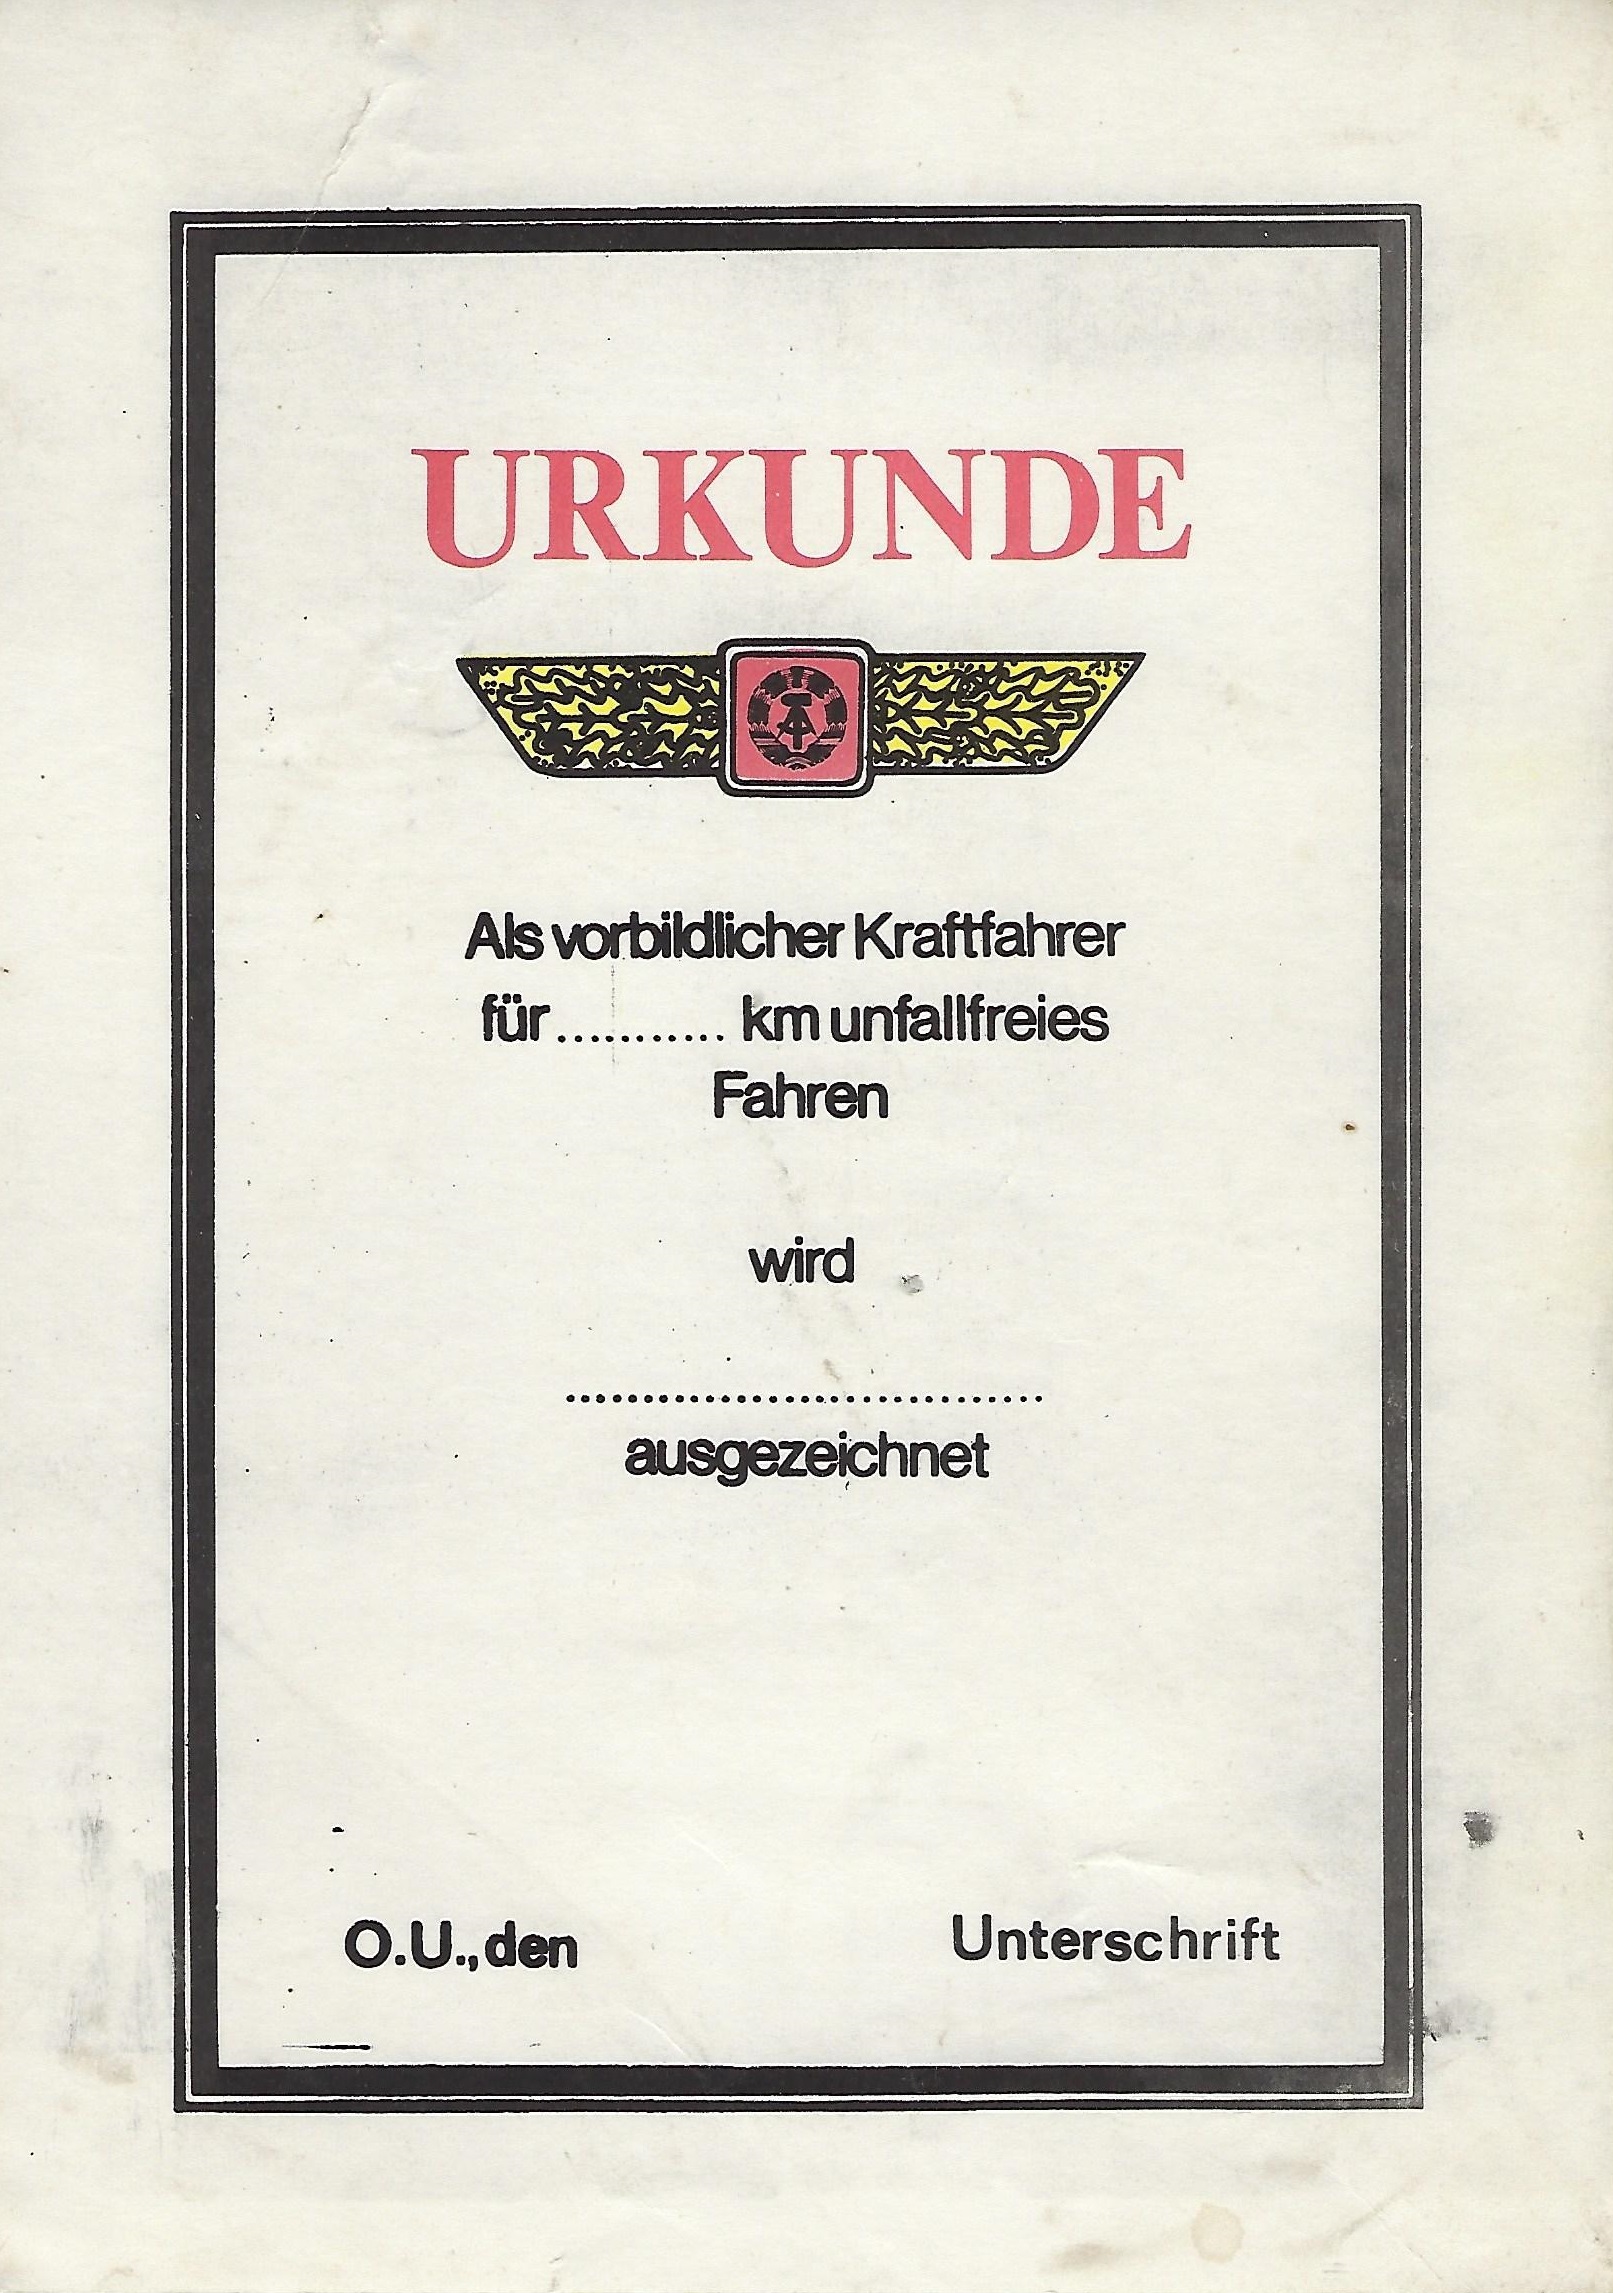 URKUNDE
Als vorbildlicher Kraftfahrer
für ........... km unfallfreies
Fahren
wird
...............................
ausgezeichnet
O.U., den
Unterschrift